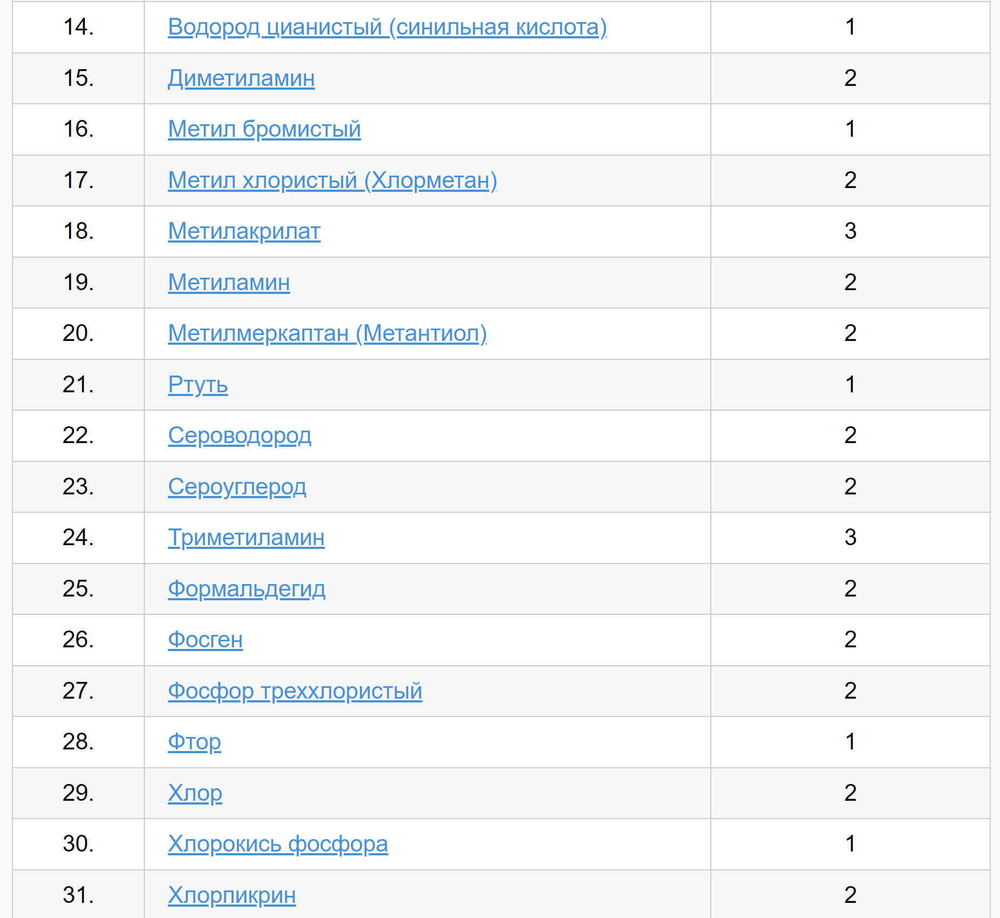 14. Водород цианистый (синильная кислота) 1
15. Диметиламин 2
16. Метил бромистый 1
17. Метил хлористый (Хлорметан) 2
18. Метилакрилат 3
19. Метиламин 2
20. Метилмеркаптан (Метантиол) 2
21. Ртуть 1
22. Сероводород 2
23. Сероуглерод 2
24. Триметиламин 3
25. Формальдегид 2
26. Фосген 2
27. Фосфор треххлористый 2
28. Фтор 1
29. Хлор 2
30. Хлорокись фосфора 1
31. Хлорпикрин 2